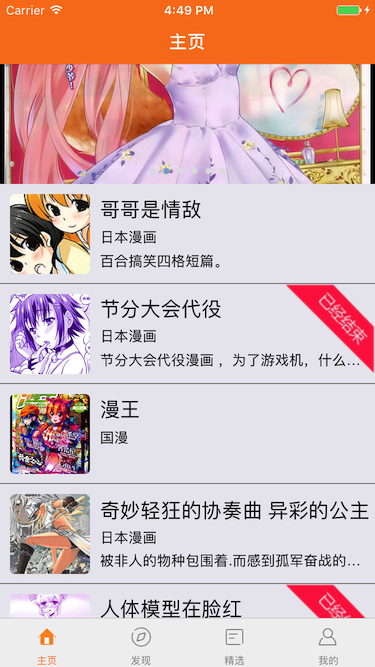 Carrier 4:49 PM
主页
哥哥是情敌
日本漫画
百合搞笑四格短篇。
节分大会代役
日本漫画
节分大会代役漫画 ，为了游戏机，什么…
已经结束
漫王
国漫
奇妙轻狂的协奏曲 异彩的公主
日本漫画
被非人的物种包围着.而感到孤军奋战的…
人体模型在脸红
已经
主页 发现 精选 我的